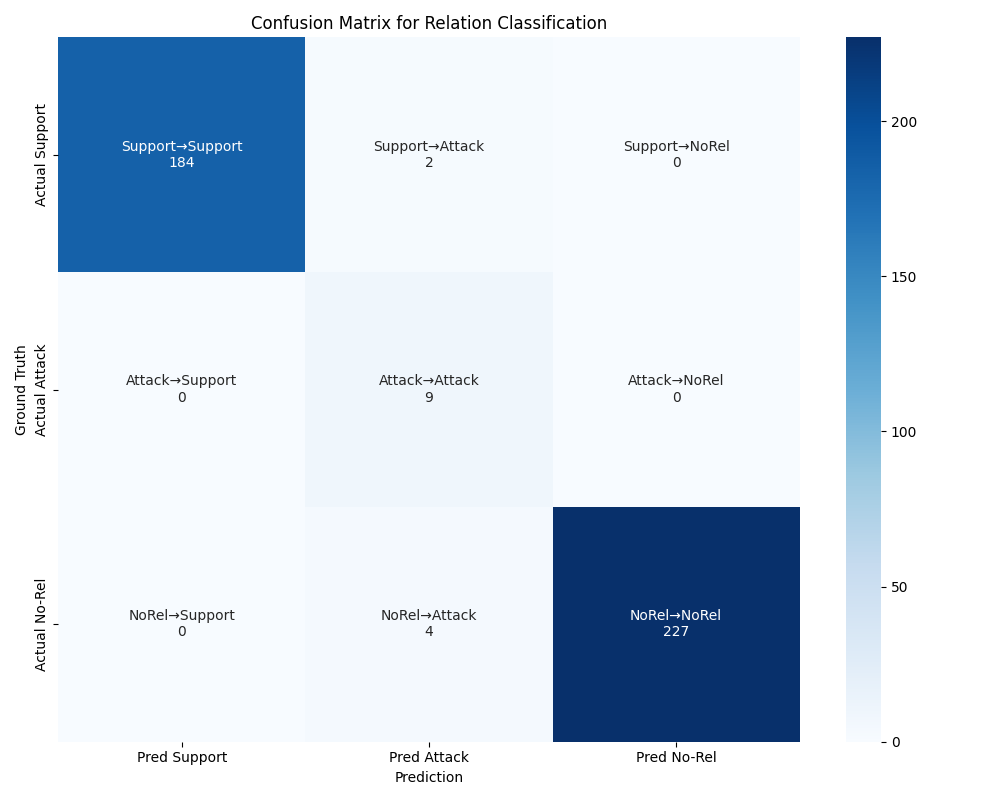 Confusion Matrix for Relation Classification
Ground Truth
Actual Support
Actual Attack
Actual No-Rel
Support→Support
184
Support→Attack
2
Support→NoRel
0
Attack→Support
0
Attack→Attack
9
Attack→NoRel
0
NoRel→Support
0
NoRel→Attack
4
NoRel→NoRel
227
Pred Support
Pred Attack
Pred No-Rel
Prediction
200
150
100
50
0